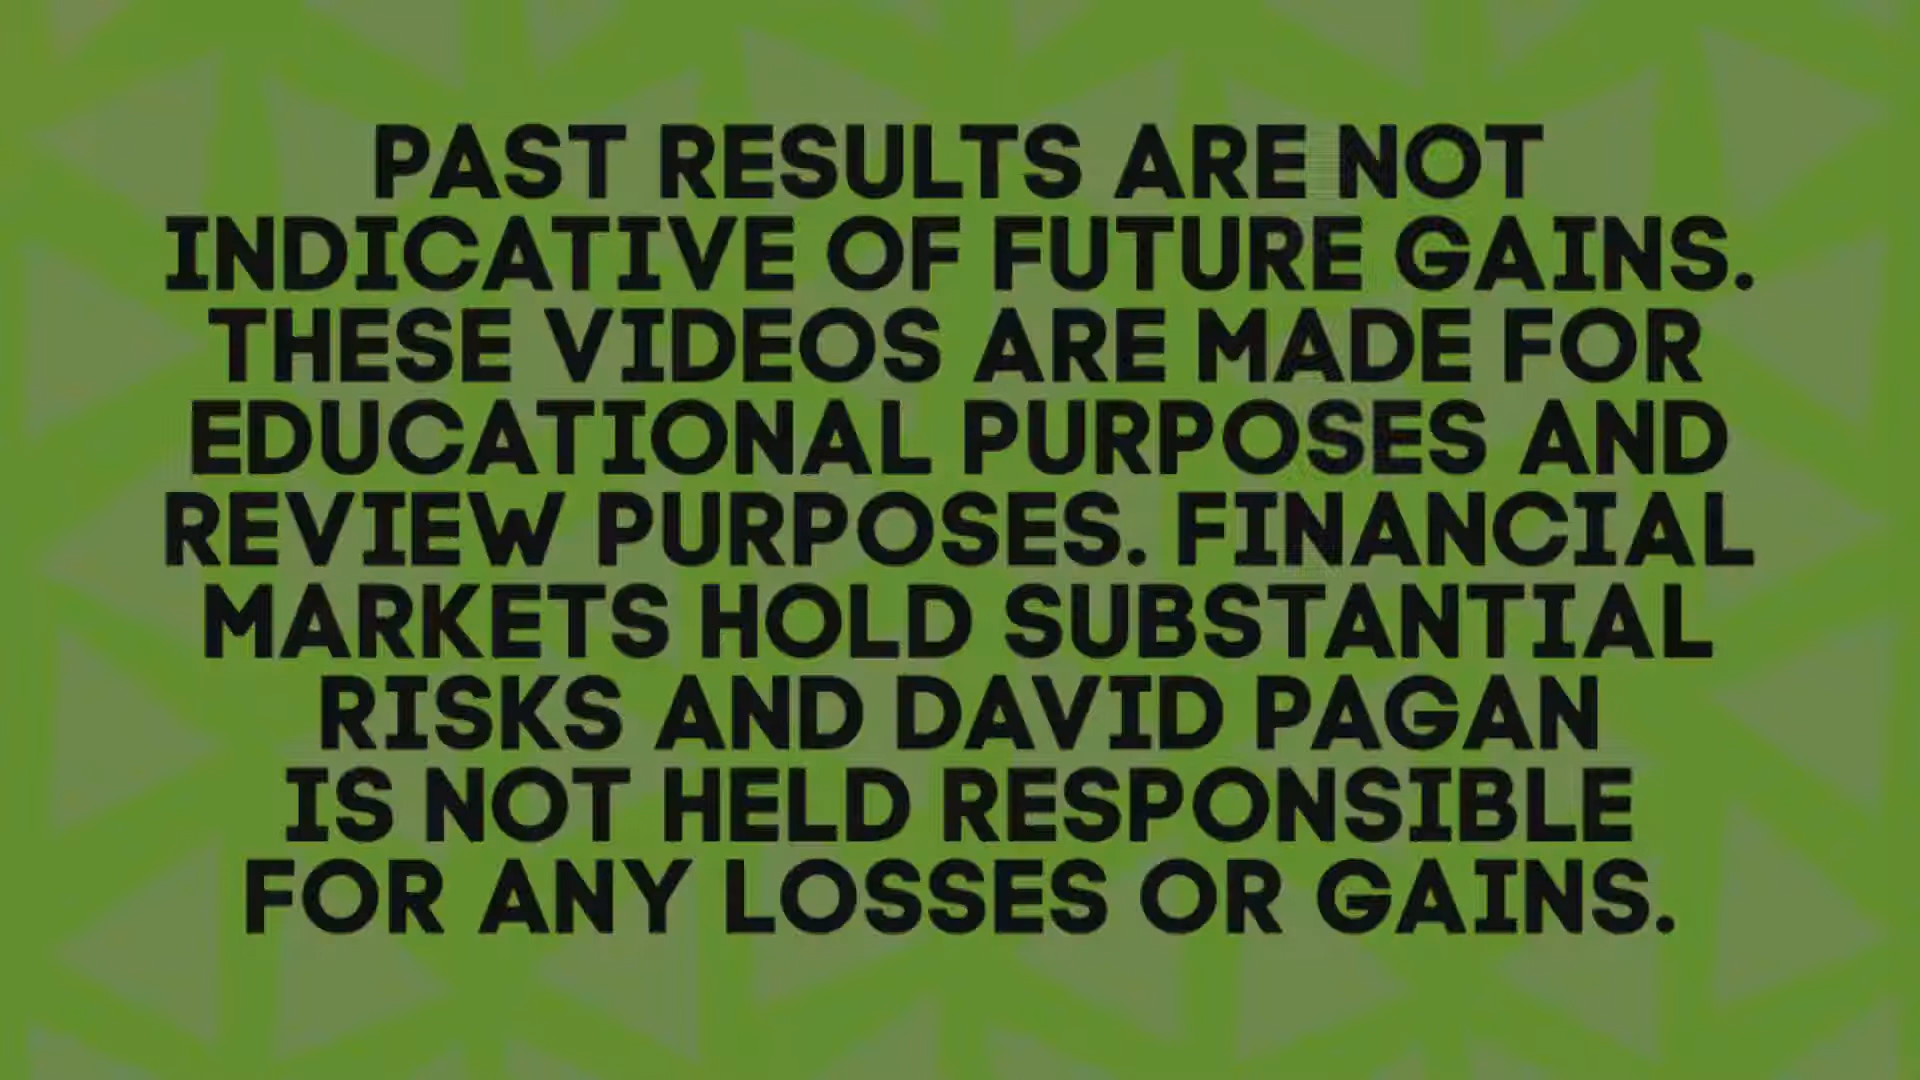 PAST RESULTS ARE NOT
INDICATIVE OF FUTURE GAINS.
THESE VIDEOS ARE MADE FOR
EDUCATIONAL PURPOSES AND
REVIEW PURPOSES. FINANCIAL
MARKETS HOLD SUBSTANTIAL
RISKS AND DAVID PAGAN
IS NOT HELD RESPONSIBLE
FOR ANY LOSSES OR GAINS.